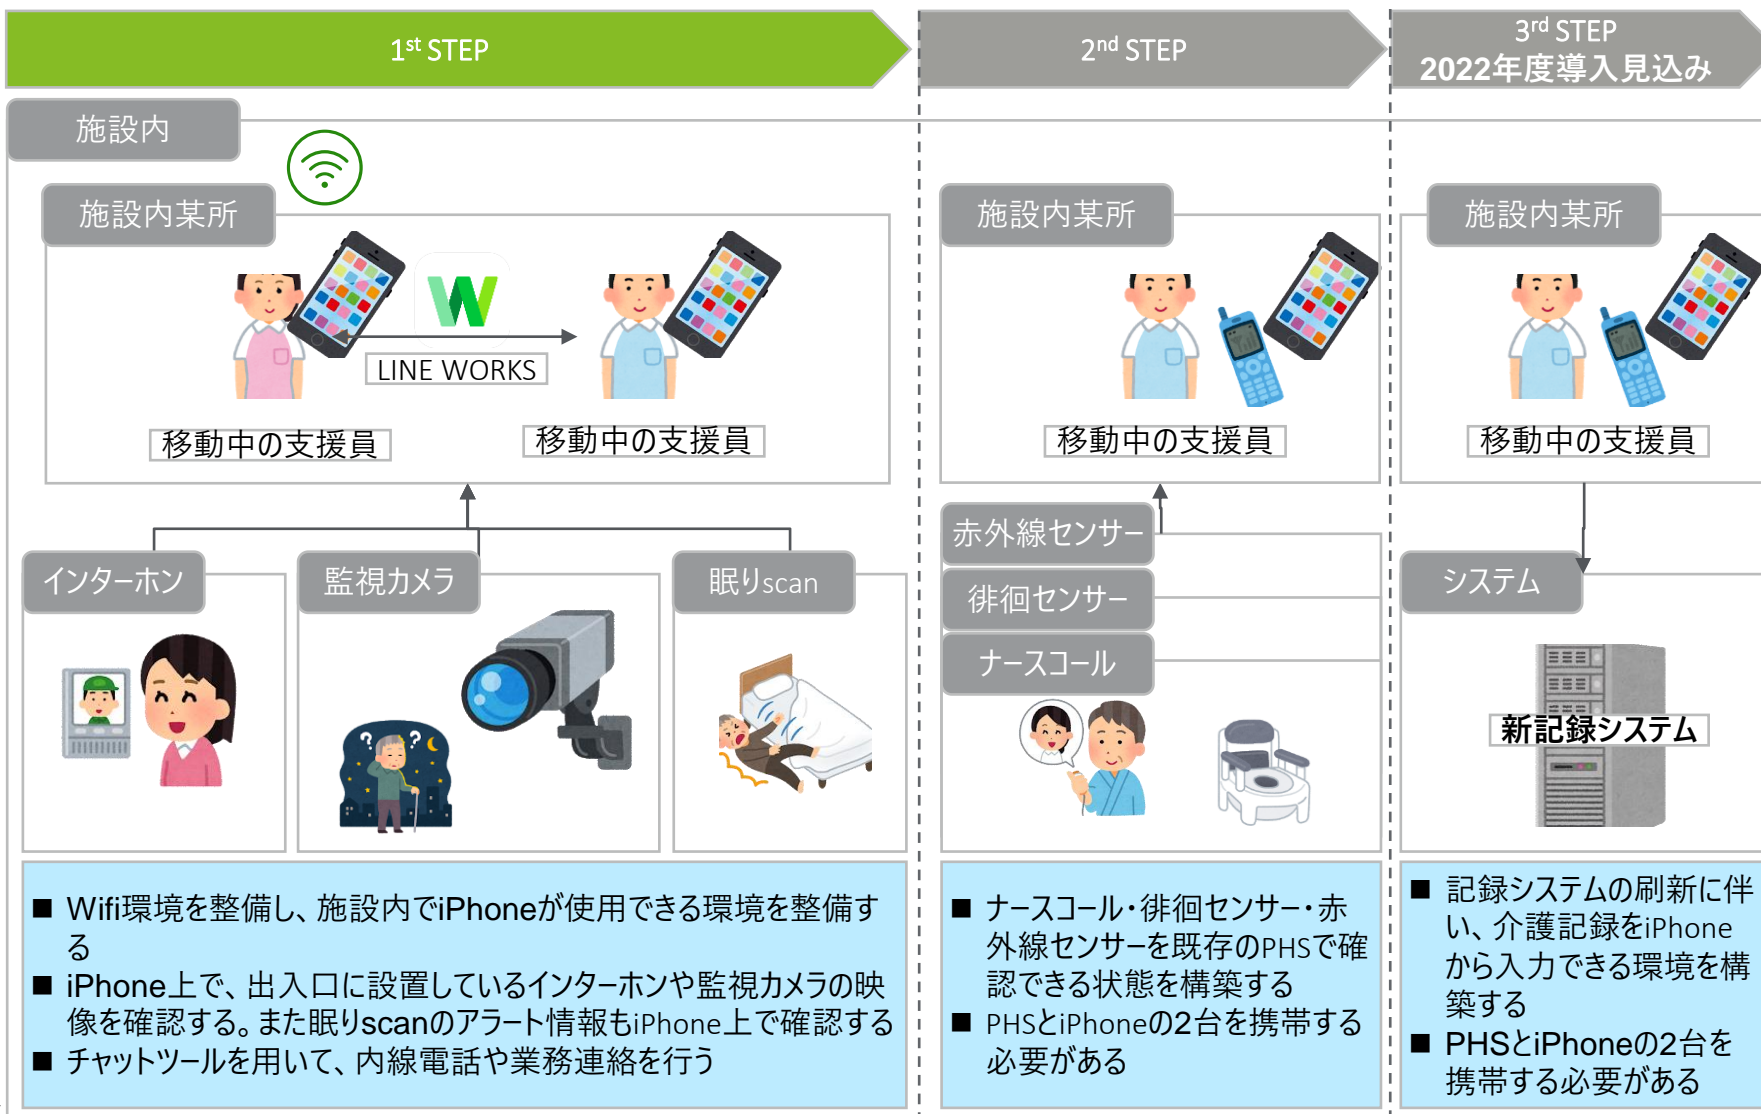 1st STEP
2nd STEP
3rd STEP
2022年度導入見込み
施設内
施設内某所
LINE WORKS
移動中の支援員
移動中の支援員
インターホン
監視カメラ
眠りscan
■ Wifi環境を整備し、施設内でiPhoneが使用できる環境を整備す
る
■ iPhone上で、出入口に設置しているインターホンや監視カメラの映
像を確認する。また眠りscanのアラート情報もiPhone上で確認する
■ チャットツールを用いて、内線電話や業務連絡を行う
施設内某所
移動中の支援員
赤外線センサー
徘徊センサー
ナースコール
■ ナースコール・徘徊センサー・赤
外線センサーを既存のPHSで確
認できる状態を構築する
■ PHSとiPhoneの2台を携帯する
必要がある
施設内某所
移動中の支援員
システム
新記録システム
■ 記録システムの刷新に伴
い、介護記録をiPhone
から入力できる環境を構
築する
■ PHSとiPhoneの2台を
携帯する必要がある